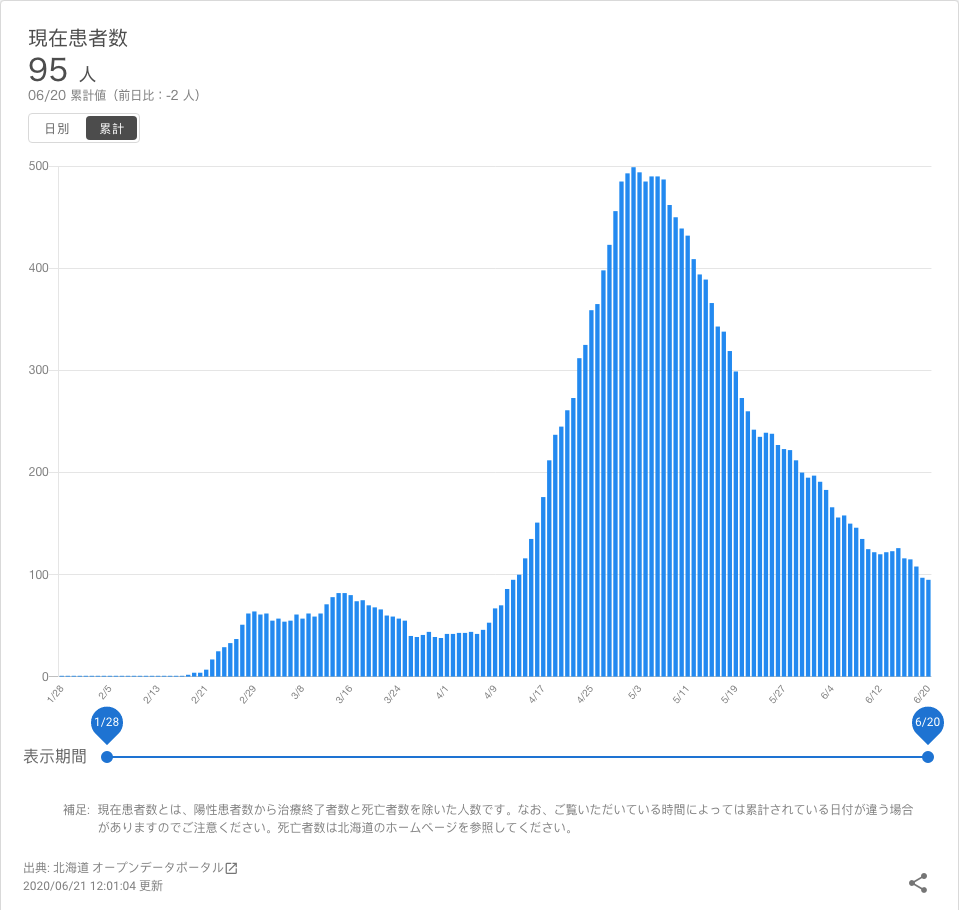 現在患者数
95 人
06/20 累計値（前日比：-2 人）
日別 累計
500
400
300
200
100
0
1/28 2/5 2/13 2/21 2/29 3/8 3/16 3/24 4/1 4/9 4/17 4/25 5/3 5/11 5/19 5/27 6/4 6/12 6/20
1/28 6/20
表示期間
補足: 現在患者数とは、陽性患者数から治療終了者数と死亡者数を除いた人数です。なお、ご覧いただいている時間によっては累計されている日付が違う場合
がありますのでご注意ください。死亡者数は北海道のホームページを参照してください。
出典: 北海道 オープンデータポータル
2020/06/21 12:01:04 更新